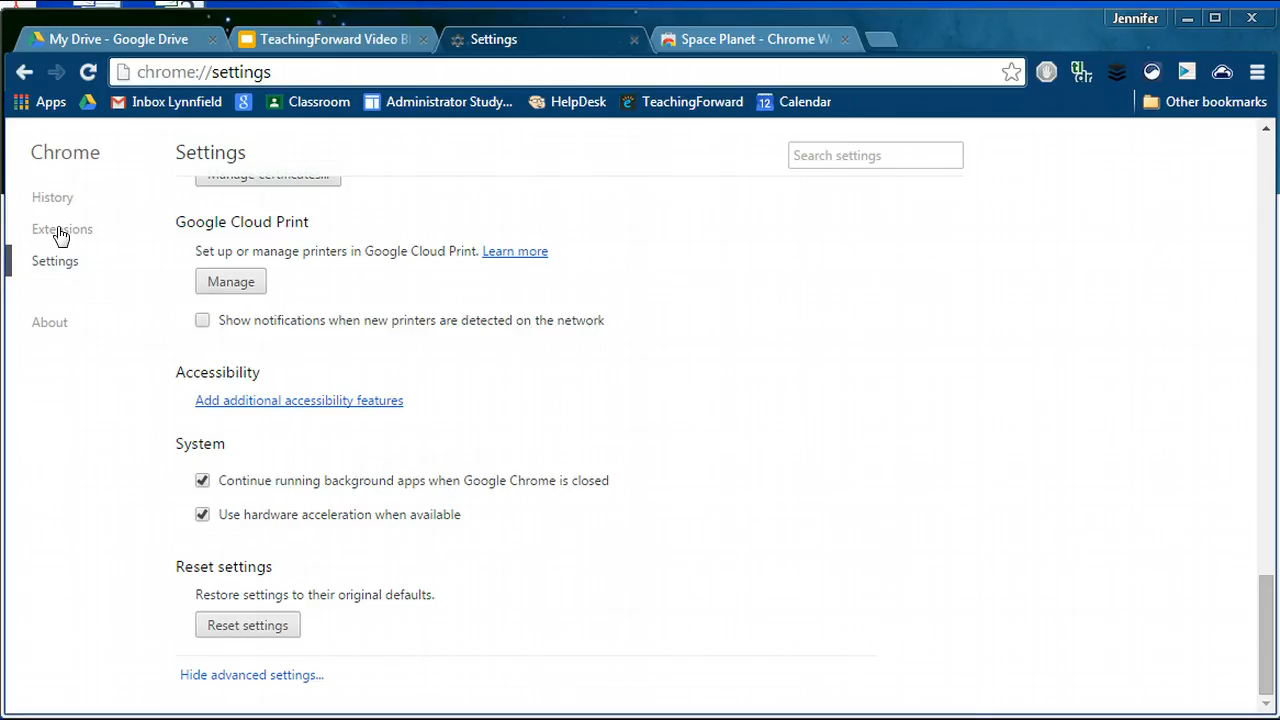 Jennifer
My Drive - Google Drive
TeachingForward Video B
Settings
Space Planet - Chrome W
chrome://settings
Apps
Inbox Lynnfield
Classroom
Administrator Study...
HelpDesk
TeachingForward
12 Calendar
Other bookmarks
Chrome
Settings
Search settings
History
Extensions
Settings
About
Manage certificates...
Google Cloud Print
Set up or manage printers in Google Cloud Print. Learn more
Manage
Show notifications when new printers are detected on the network
Accessibility
Add additional accessibility features
System
Continue running background apps when Google Chrome is closed
Use hardware acceleration when available
Reset settings
Restore settings to their original defaults.
Reset settings
Hide advanced settings...